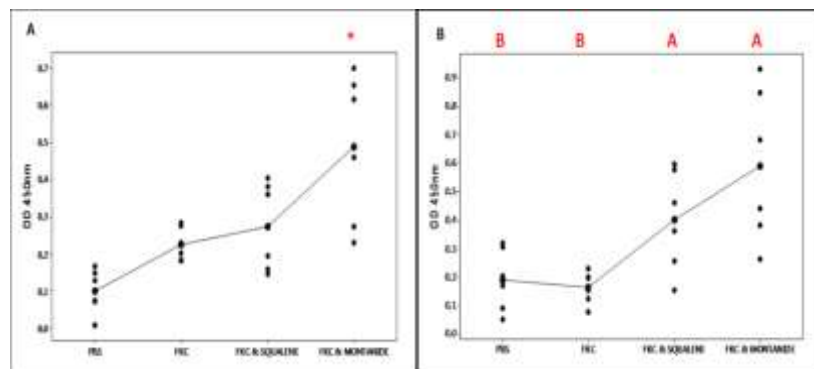 A
*
0.7
0.6
0.5
0.4
0.3
0.2
0.1
0.0
OD 450nm
PBS
FKC
FKC & SQUALENE
FKC & MONTANIDE
B
B
B
A
A
0.9
0.8
0.7
0.6
0.5
0.4
0.3
0.2
0.1
0.0
OD 450nm
PBS
FKC
FKC & SQUALENE
FKC & MONTANIDE